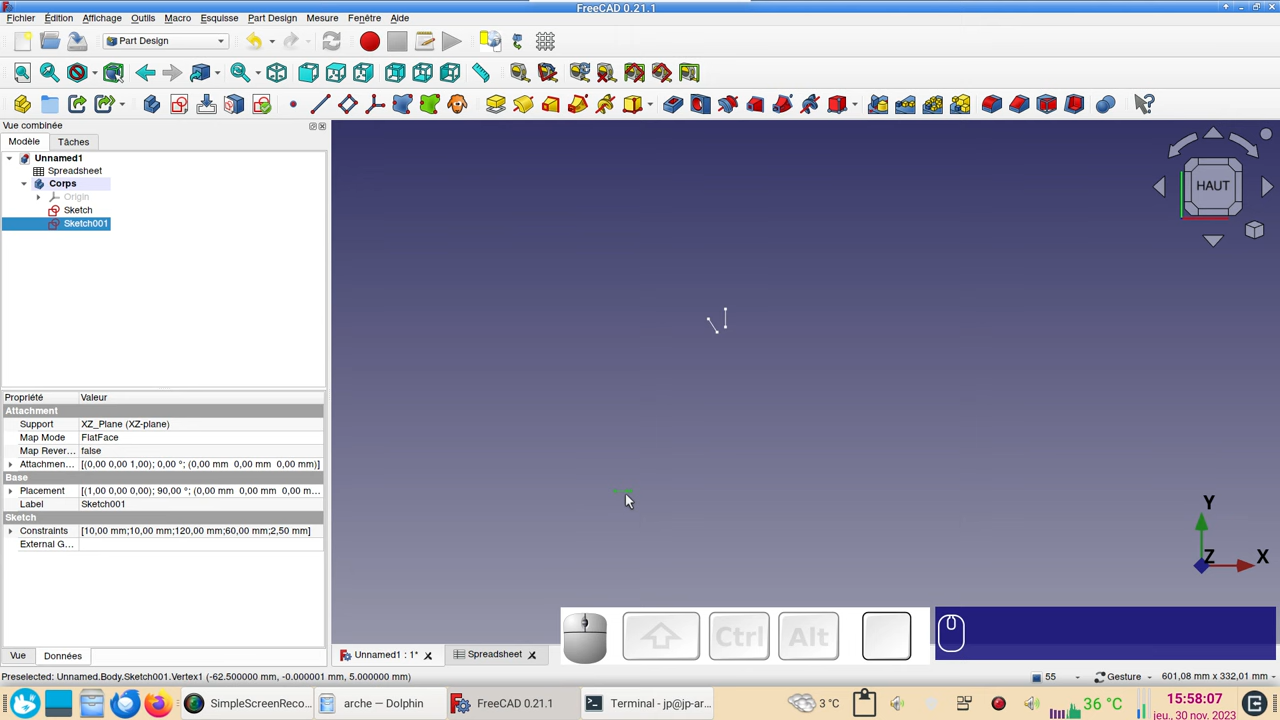 FreeCAD 0.21.1
Fichier Édition Affichage Outils Macro Esquisse Part Design Mesure Fenêtre Aide
Part Design
Vue combinée
Modèle Tâches
Unnamed1
Spreadsheet
Corps
Origin
Sketch
Sketch001
HAUT
Propriété Valeur
Attachment
Support XZ_Plane (XZ-plane)
Map Mode FlatFace
Map Rever... false
Attachmen... [(0,00 0,00 1,00); 0,00 °; (0,00 mm 0,00 mm 0,00 mm)]
Base
Placement [(1,00 0,00 0,00); 90,00 °; (0,00 mm 0,00 mm 0,00 m...
Label Sketch001
Sketch
Constraints [10,00 mm;10,00 mm;120,00 mm;60,00 mm;2,50 mm]
External G...
Y
Z X
Ctrl Alt
Vue Données
Unnamed1 : 1* Spreadsheet
Preselected: Unnamed.Body.Sketch001.Vertex1 (-62.500000 mm, -0.000001 mm, 5.000000 mm)
55 Gesture 601,08 mm x 332,01 mm
SimpleScreenReco... arche — Dolphin FreeCAD 0.21.1 Terminal - jp@jp-ar... 3 °C 36 °C 15:58:07
jeu., 30 nov. 2023